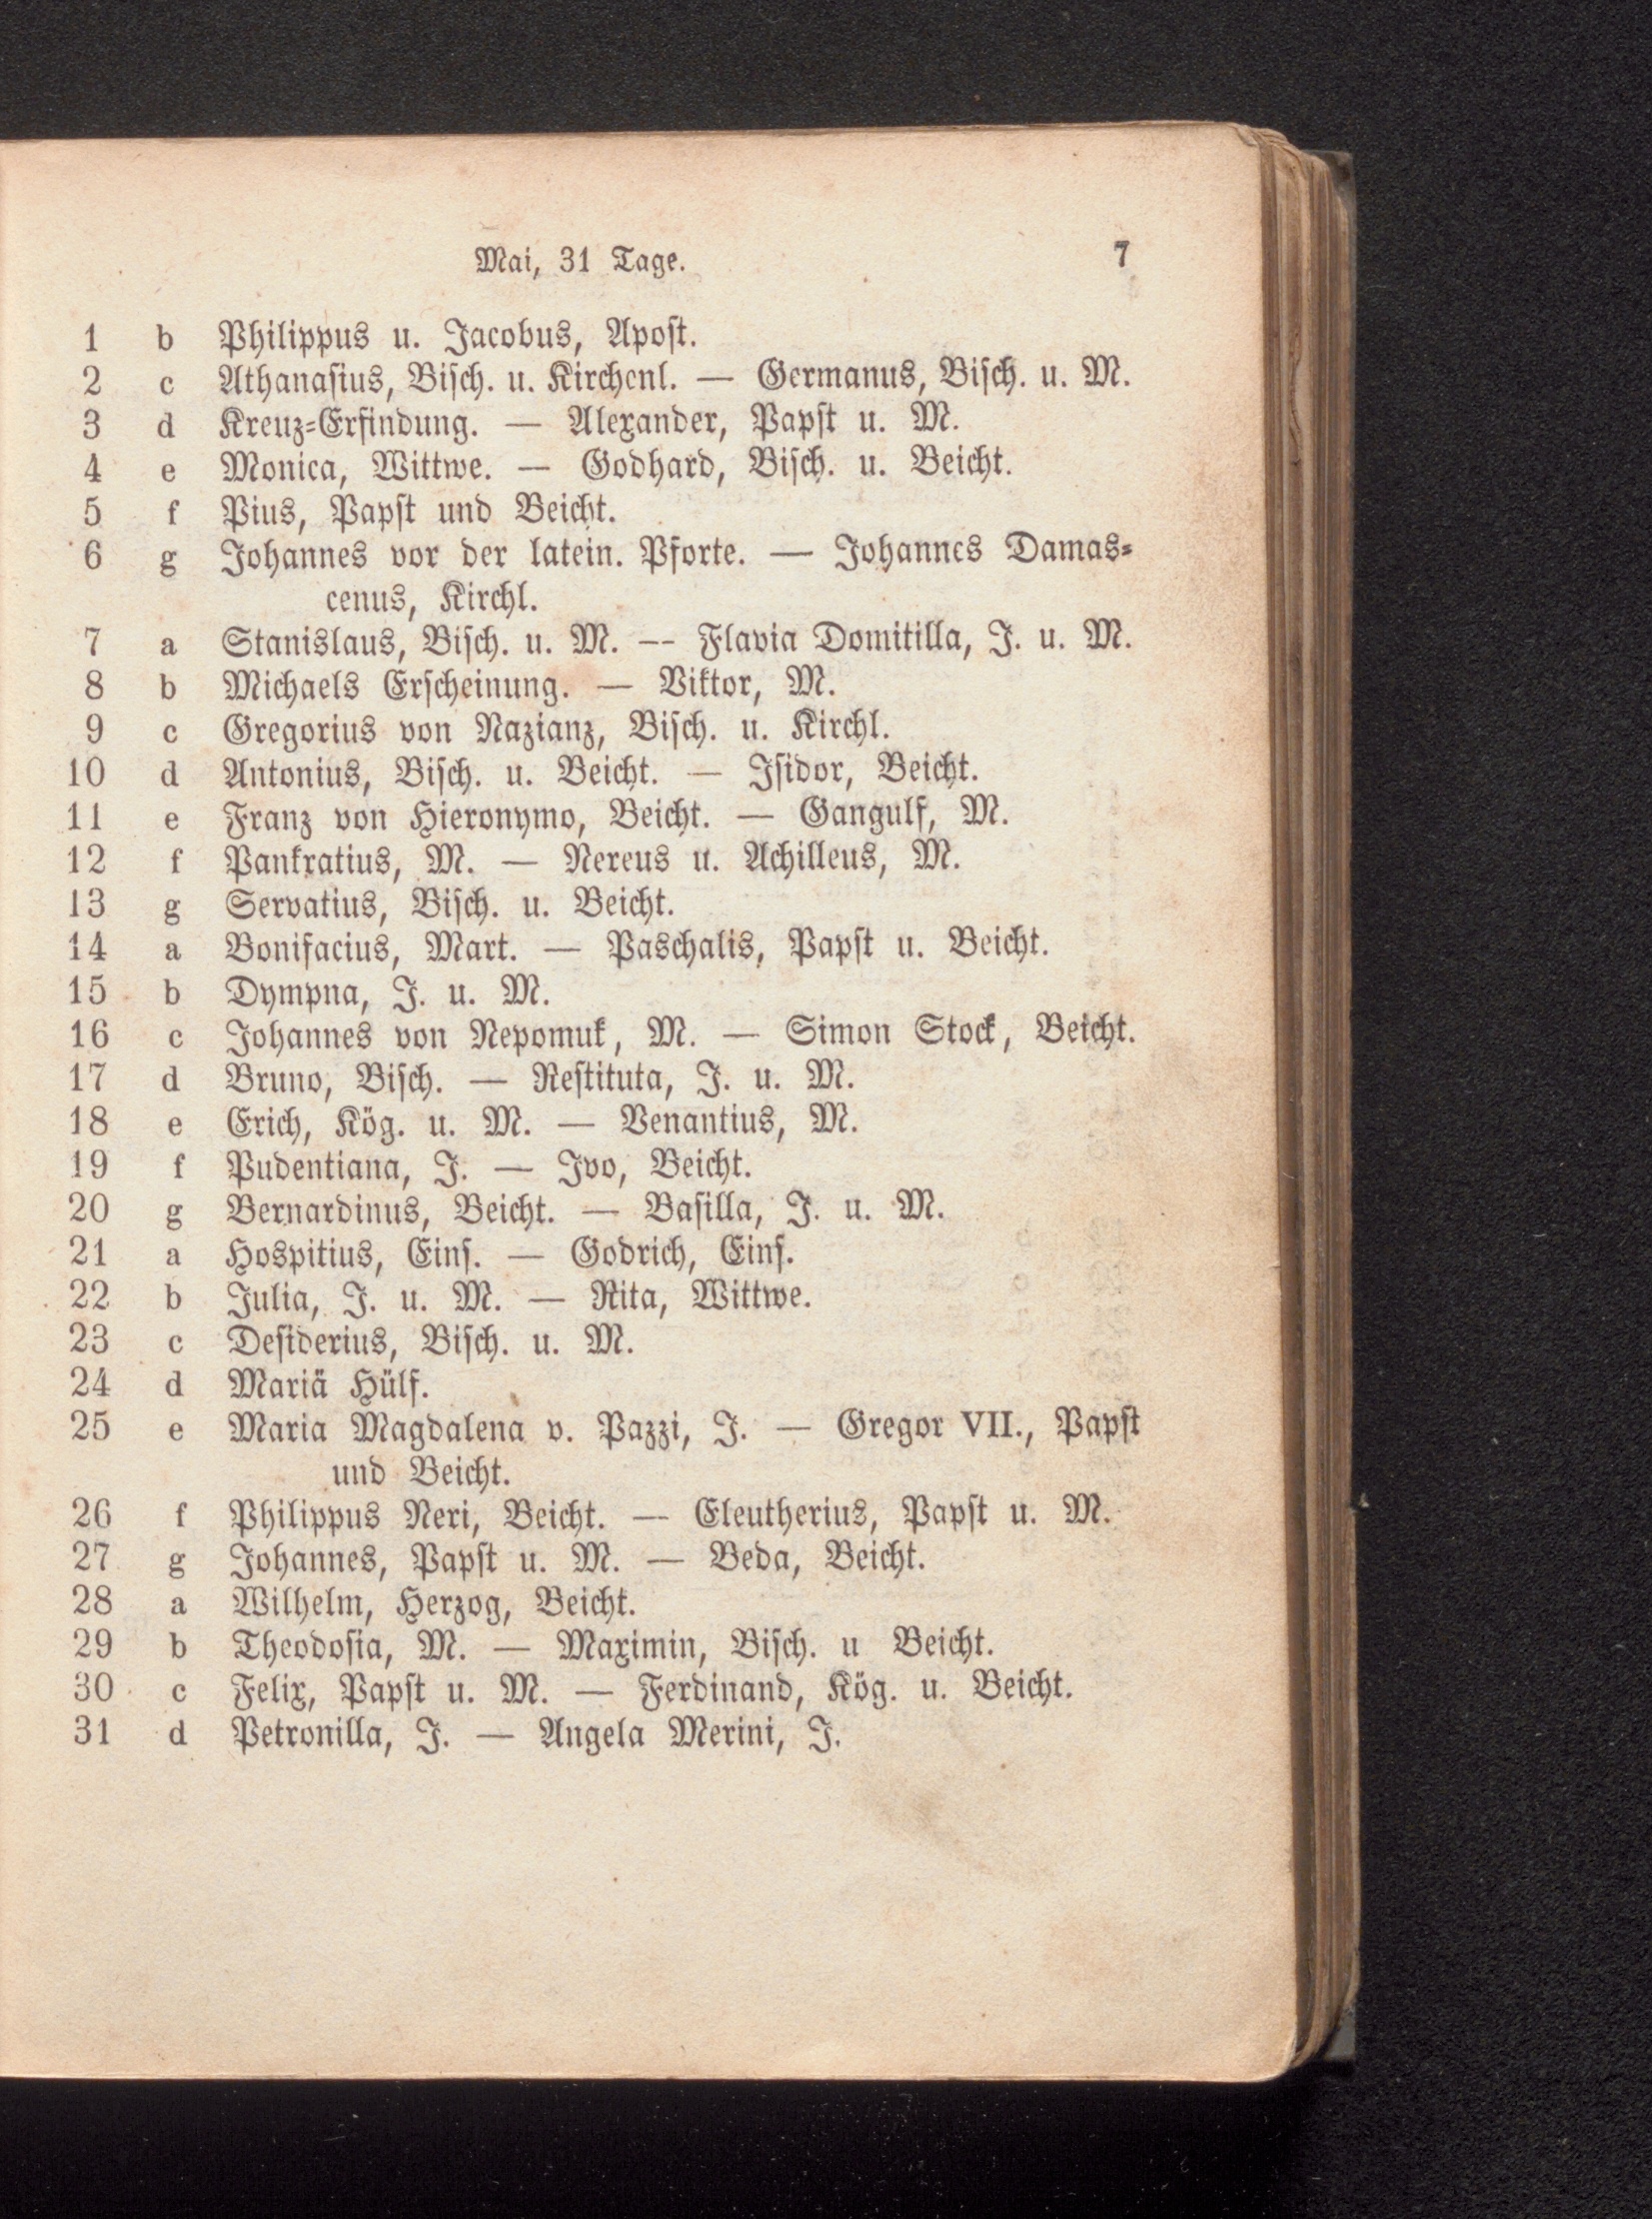 Mai, 31 Tage. 7
1 b Philippus u. Jacobus, Apost.
2 c Athanasius, Bisch. u. Kirchenl. — Germanus, Bisch. u. M.
3 d Kreuz-Erfindung. — Alexander, Papst u. M.
4 e Monica, Wittwe. — Godhard, Bisch. u. Beicht.
5 f Pius, Papst und Beicht.
6 g Johannes vor der latein. Pforte. — Johannes Damas-
cenus, Kirchl.
7 a Stanislaus, Bisch. u. M. — Flavia Domitilla, J. u. M.
8 b Michaels Erscheinung. — Viktor, M.
9 c Gregorius von Nazianz, Bisch. u. Kirchl.
10 d Antonius, Bisch. u. Beicht. — Isidor, Beicht.
11 e Franz von Hieronymo, Beicht. — Gangulf, M.
12 f Pankratius, M. — Nereus u. Achilleus, M.
13 g Servatius, Bisch. u. Beicht.
14 a Bonifacius, Mart. — Paschalis, Papst u. Beicht.
15 b Dympna, J. u. M.
16 c Johannes von Nepomuk, M. — Simon Stock, Beicht.
17 d Bruno, Bisch. — Restituta, J. u. M.
18 e Erich, Kög. u. M. — Venantius, M.
19 f Pudentiana, J. — Ivo, Beicht.
20 g Bernardinus, Beicht. — Basilla, J. u. M.
21 a Hospitius, Eins. — Godrich, Eins.
22 b Julia, J. u. M. — Rita, Wittwe.
23 c Desiderius, Bisch. u. M.
24 d Mariä Hülf.
25 e Maria Magdalena v. Pazzi, J. — Gregor VII., Papst
und Beicht.
26 f Philippus Neri, Beicht. — Eleutherius, Papst u. M.
27 g Johannes, Papst u. M. — Beda, Beicht.
28 a Wilhelm, Herzog, Beicht.
29 b Theodosia, M. — Maximin, Bisch. u Beicht.
30 c Felix, Papst u. M. — Ferdinand, Kög. u. Beicht.
31 d Petronilla, J. — Angela Merini, J.